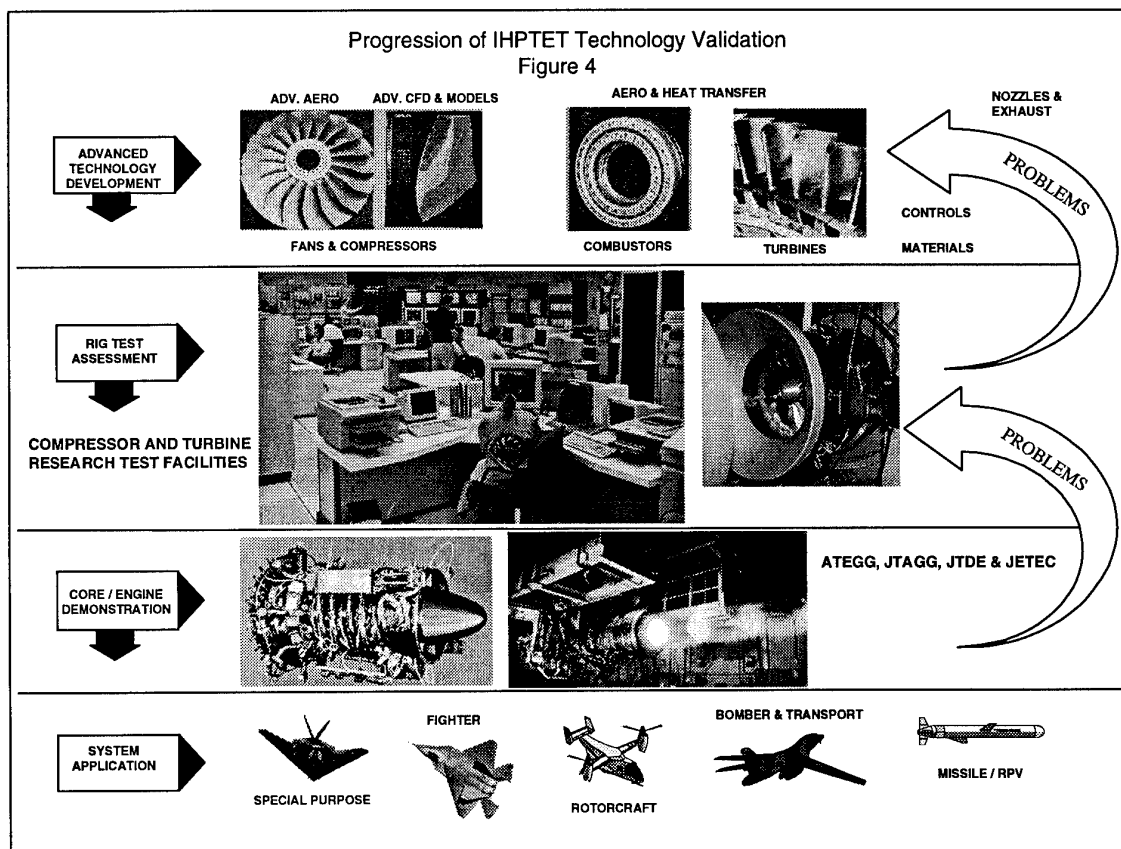 Progression of IHPTET Technology Validation
Figure 4
ADV. AERO
ADV. CFD & MODELS
AERO & HEAT TRANSFER
NOZZLES &
EXHAUST
ADVANCED
TECHNOLOGY
DEVELOPMENT
PROBLEMS
CONTROLS
FANS & COMPRESSORS
COMBUSTORS
TURBINES
MATERIALS
RIG TEST
ASSESSMENT
COMPRESSOR AND TURBINE
RESEARCH TEST FACILITIES
PROBLEMS
CORE / ENGINE
DEMONSTRATION
ATEGG, JTAGG, JTDE & JETEC
SYSTEM
APPLICATION
SPECIAL PURPOSE
FIGHTER
ROTORCRAFT
BOMBER & TRANSPORT
MISSILE / RPV